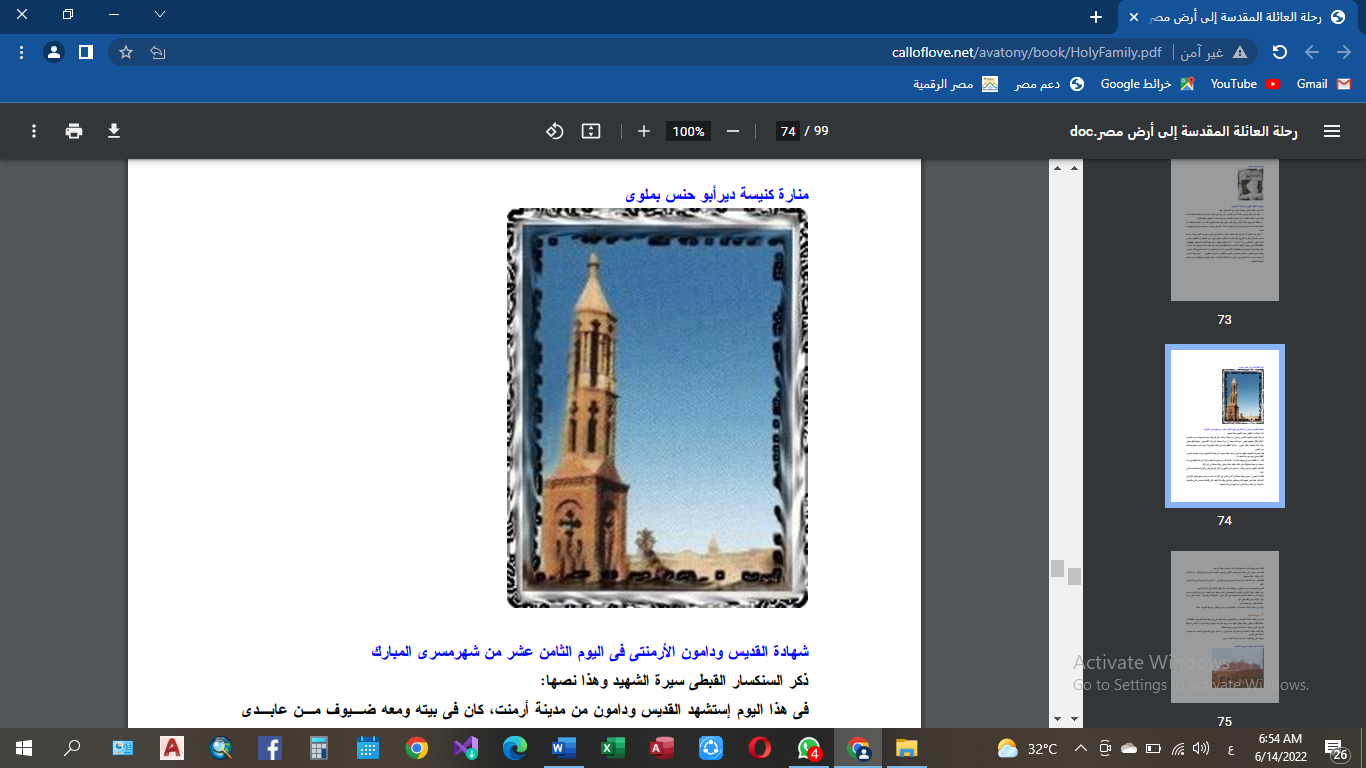 رحلة العائلة المقدسة إلى أرض مصر
calloflove.net/avatony/book/HolyFamily.pdf
غير آمن
Gmail
YouTube
خرائط Google
دعم مصر
مصر الرقمية
رحلة العائلة المقدسة إلى أرض مصر.doc
74 / 99
100%
منارة كنيسة ديرأبو حنس بملوى
شهادة القديس ودامون الأرمنتى فى اليوم الثامن عشر من شهرمسرى المبارك
ذكر السنكسار القبطى سيرة الشهيد وهذا نصها:
فى هذا اليوم إستشهد القديس ودامون من مدينة أرمنت، كان فى بيته ومعه ضـــيوف مـــن عابـــدى
73
74
75
Activate Windows
Go to Settings to activate Windows.
4
32°C
ع
6:54 AM
6/14/2022
26